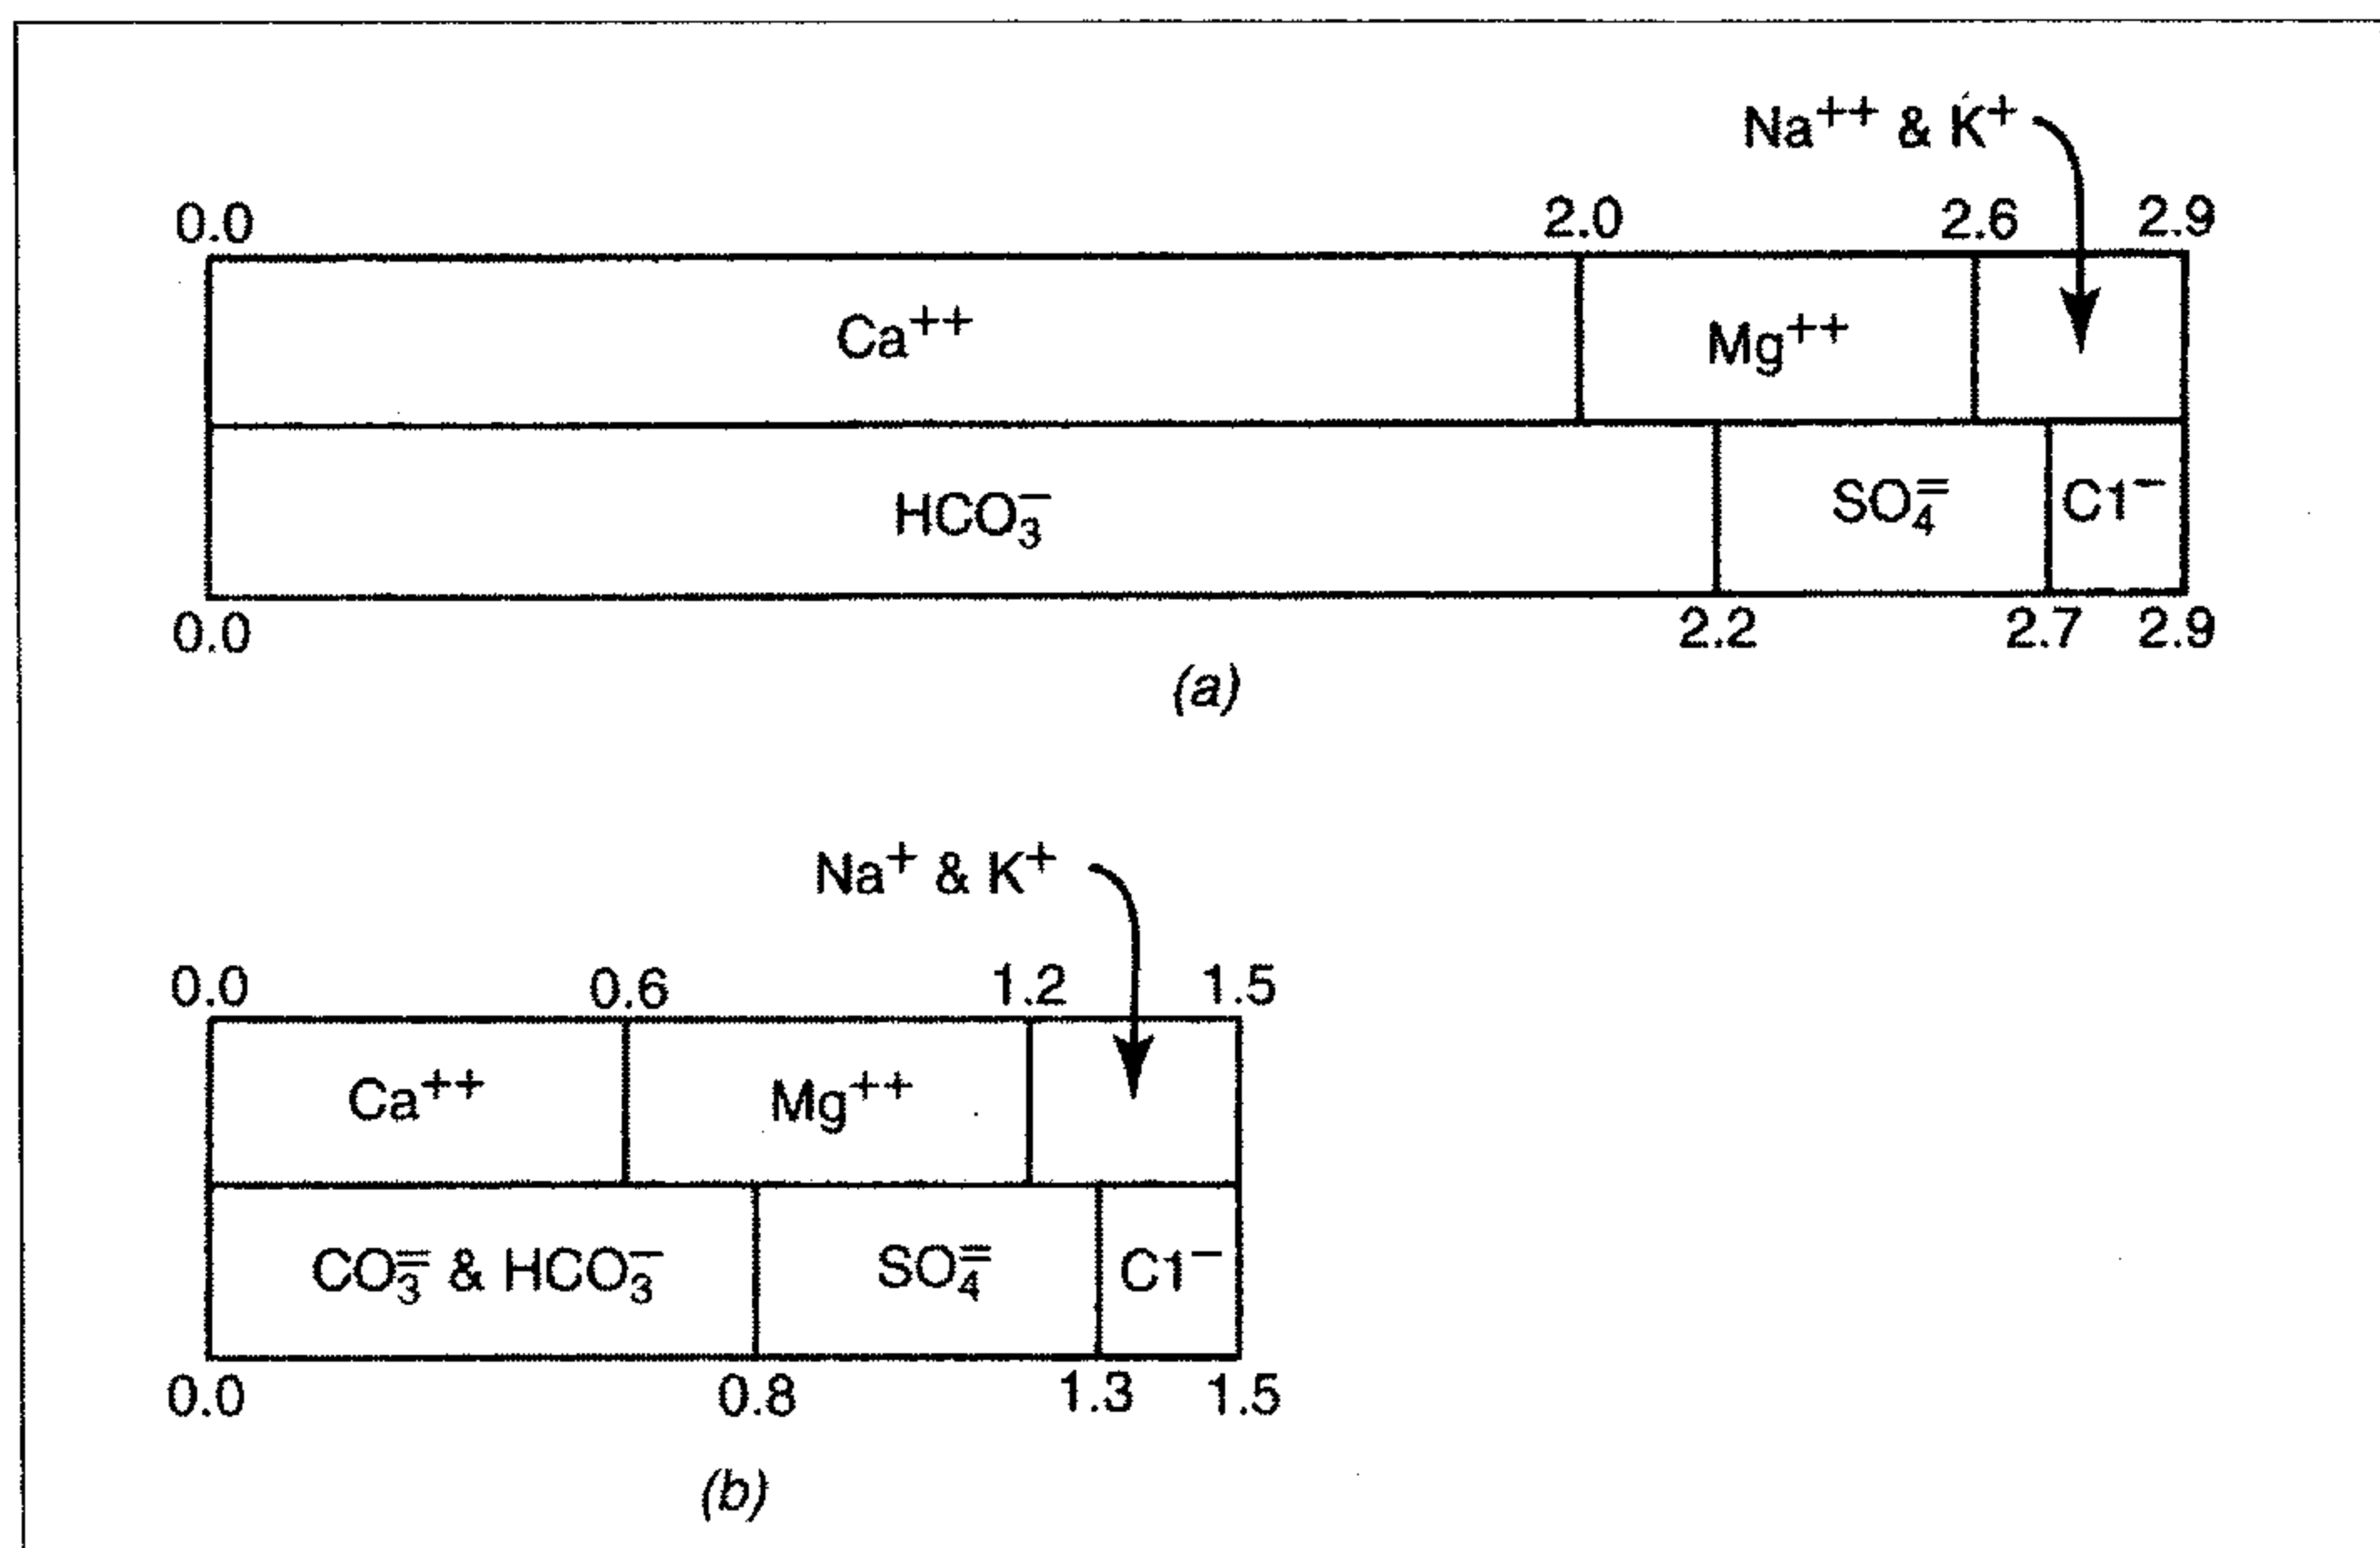 Na⁺⁺ & K⁺
0.0 2.0 2.6 2.9
Ca⁺⁺ Mg⁺⁺
HCO₃⁻ SO₄⁼ C1⁻
0.0 2.2 2.7 2.9
(a)
Na⁺ & K⁺
0.0 0.6 1.2 1.5
Ca⁺⁺ Mg⁺⁺
CO₃⁼ & HCO₃⁻ SO₄⁼ C1⁻
0.0 0.8 1.3 1.5
(b)